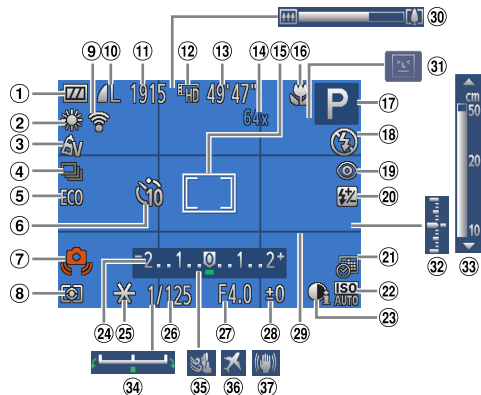 ㉚
⑨ ⑩ ⑪ ⑫ ⑬ ⑭ ⑮ ⑯
㉛
① L 1915 HD 49'47" P ⑰
cm
50
② 64x
⑱
③ v
④ ⑲
20
⑤ ECO ⑳
⑥ 10
10
⑦ -2..1..0..1..2+ ㉑
㉜ ㉝
⑧ 1/125 F4.0 ±0 ISO
AUTO ㉒
㉓
㉔ ㉕ ㉖ ㉗ ㉘ ㉙
㉞ ㉟ ㊱ ㊲